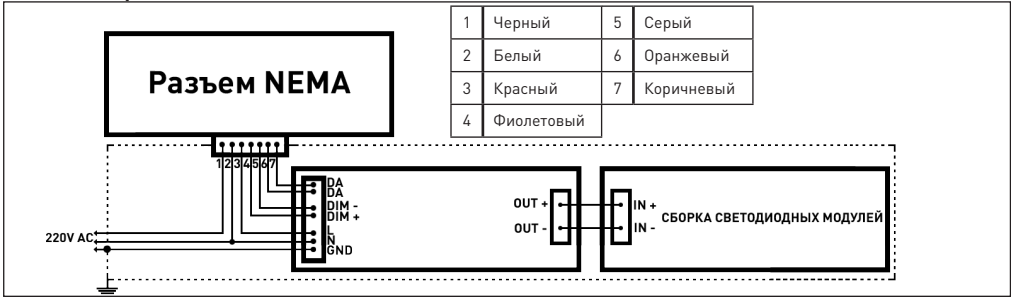 1 Черный 5 Серый
2 Белый 6 Оранжевый
3 Красный 7 Коричневый
4 Фиолетовый
Разъем NEMA
1234567
DA
DA
DIM -
DIM +
L
N
GND
220V AC
OUT +
OUT -
IN +
IN -
СБОРКА СВЕТОДИОДНЫХ МОДУЛЕЙ